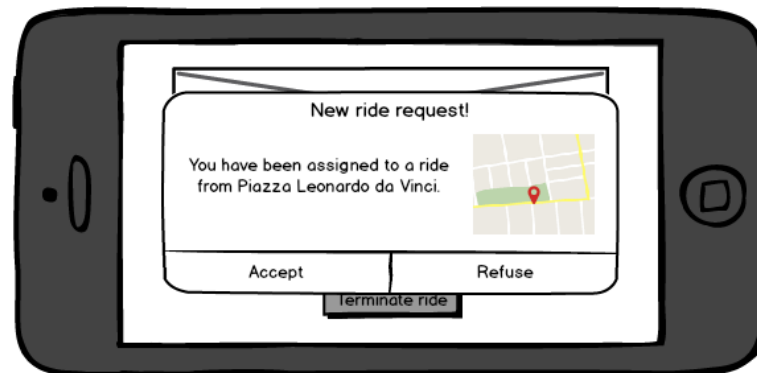 New ride request!
You have been assigned to a ride
from Piazza Leonardo da Vinci.
Accept
Refuse
Terminate ride